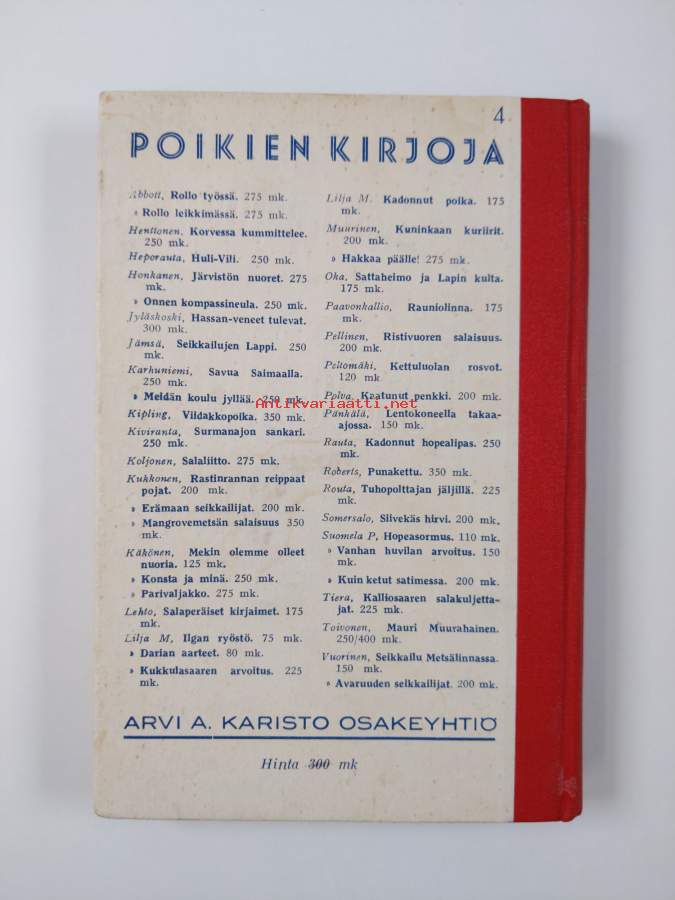 4
POIKIEN KIRJOJA
Abbott, Rollo työssä. 275 mk.
» Rollo leikkimässä. 275 mk.
Henttonen, Korvessa kummittelee.
250 mk.
Heporauta, Huli-Vili. 250 mk.
Honkanen, Järvistön nuoret. 275
mk.
» Onnen kompassineula. 250 mk.
Jyläskoski, Hassan-veneet tulevat.
300 mk.
Jämsä, Seikkailujen Lappi. 250
mk.
Karhuniemi, Savua Saimaalla.
250 mk.
» Meidän koulu jyllää. 250 mk.
Kipling, Viidakkopoika. 350 mk.
Kiviranta, Surmanajon sankari.
250 mk.
Koljonen, Salaliitto. 275 mk.
Kukkonen, Rastinrannan reippaat
pojat. 200 mk.
» Erämaan seikkailijat. 200 mk.
» Mangrovemetsän salaisuus 350
mk.
Kähönen, Mekin olemme olleet
nuoria. 125 mk.
» Konsta ja minä. 250 mk.
» Parivaljakko. 275 mk.
Lehto, Salaperäiset kirjaimet. 175
mk.
Lilja M, Ilgan ryöstö. 75 mk.
» Darian aarteet. 80 mk.
» Kukkulasaaren arvoitus. 225
mk.
Lilja M. Kadonnut poika. 175
mk.
Muurinen, Kuninkaan kuriirit.
200 mk.
» Hakkaa päälle! 275 mk.
Oka, Sattaheimo ja Lapin kulta.
175 mk.
Paavonkallio, Rauniolinna. 175
mk.
Pellinen, Ristivuoren salaisuus.
200 mk.
Peltomähi, Kettuluolan rosvot.
120 mk
Polva, Kaatunut penkki. 200 mk.
Pänkälä, Lentokoneella takaa-
ajossa. 150 mk.
Rauta, Kadonnut hopealipas. 250
mk.
Roberts, Punakettu. 350 mk.
Routa, Tuhopolttajan jäljillä. 225
mk.
Somersalo, Siivekäs hirvi. 200 mk.
Suomela P, Hopeasormus. 110 mk.
» Vanhan huvilan arvoitus. 150
mk.
» Kuin ketut satimessa. 200 mk.
Tiera, Kalliosaaren salakuljetta-
jat. 225 mk.
Toivonen, Mauri Muurahainen.
250/400 mk.
Vuorinen, Seikkailu Metsälinnassa.
150 mk.
» Avaruuden seikkailijat. 200 mk.
Antikvariaatti.net
ARVI A. KARISTO OSAKEYHTIÖ
Hinta 300 mk